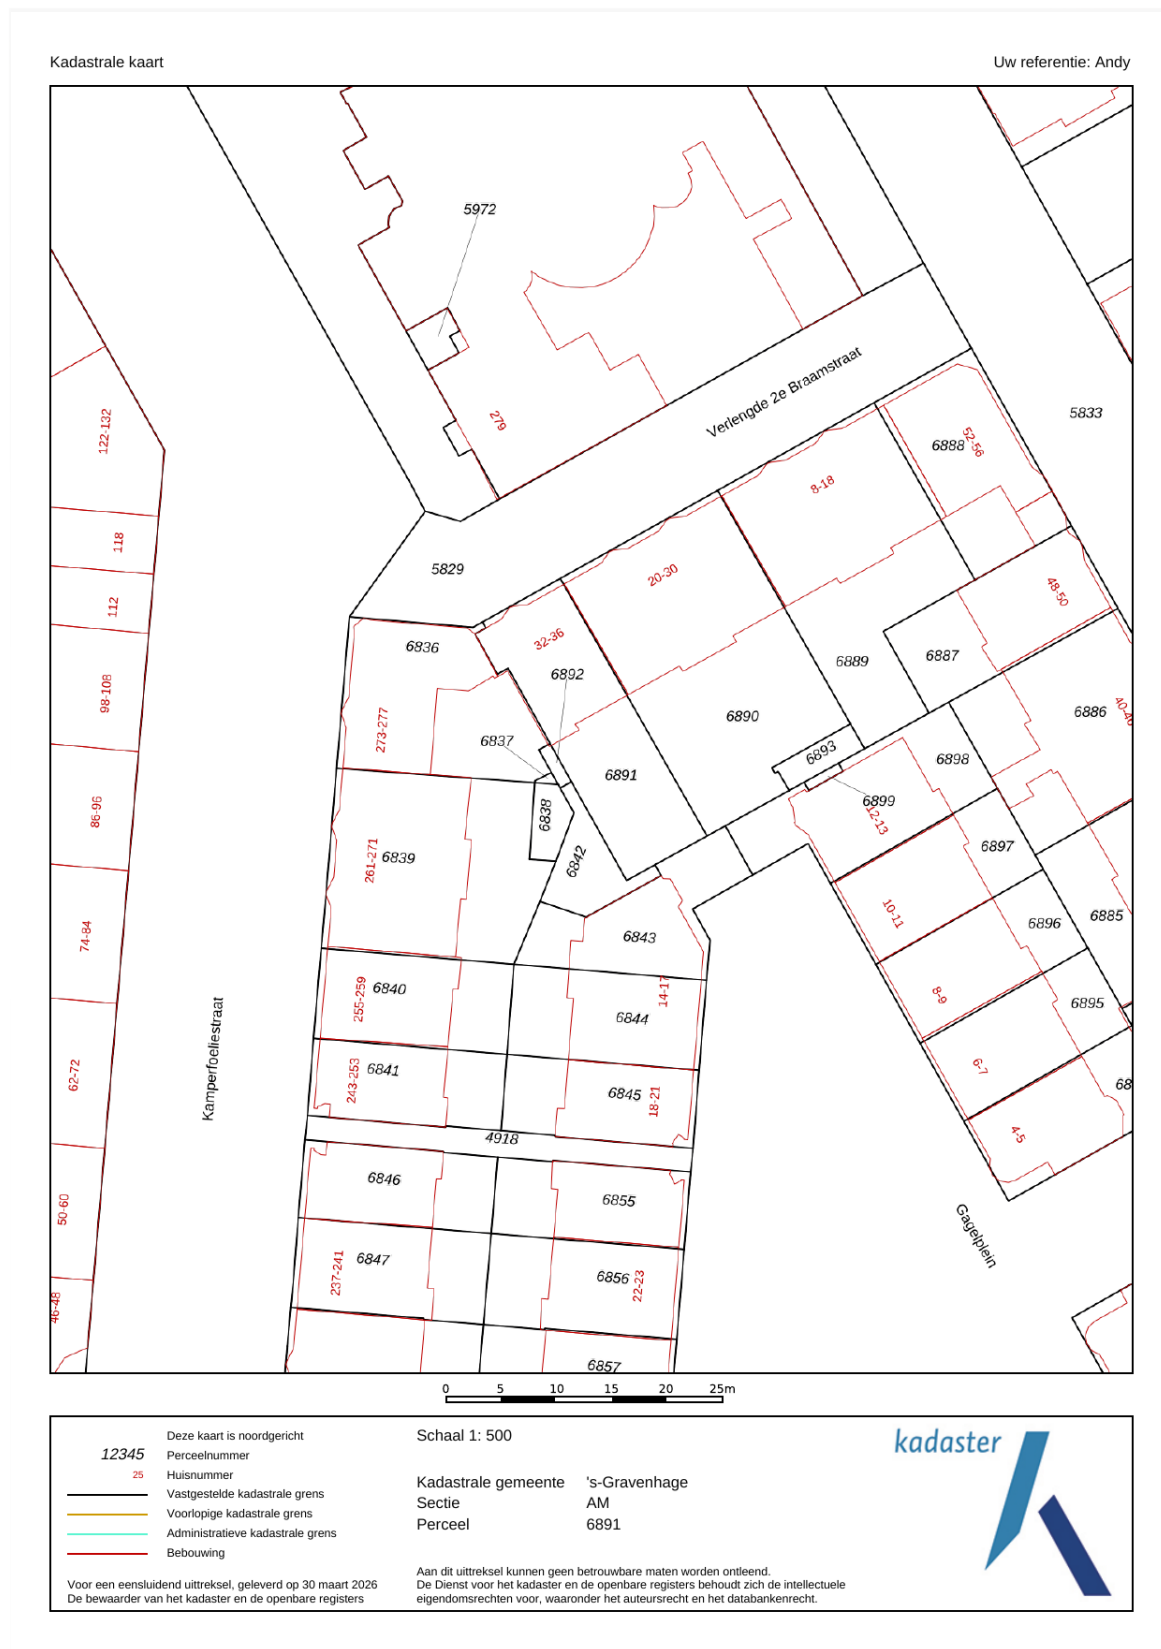 Kadastrale kaart
Uw referentie: Andy
5972
279
Verlengde 2e Braamstraat
5833
122-132
52-56
6888
8-18
118
20-30
5829
48-50
112
32-36
6836
6892
6889
6887
98-108
273-277
6837
6890
6886
40-46
6893
6898
6891
86-96
6838
6899
12-13
6839
261-271
6842
6897
74-84
10-11
6843
6896
6885
255-259
6840
14-17
6844
8-9
6895
Kamperfoeliestraat
62-72
243-253
6841
6845
18-21
6-7
68
4918
4-5
6846
50-60
6855
Gagelplein
237-241
6847
6856
22-23
46-48
6857
0 5 10 15 20 25m
Deze kaart is noordgericht
12345 Perceelnummer
25 Huisnummer
Vastgestelde kadastrale grens
Voorlopige kadastrale grens
Administratieve kadastrale grens
Bebouwing
Voor een eensluidend uittreksel, geleverd op 30 maart 2026
De bewaarder van het kadaster en de openbare registers
Schaal 1: 500
Kadastrale gemeente 's-Gravenhage
Sectie AM
Perceel 6891
Aan dit uittreksel kunnen geen betrouwbare maten worden ontleend.
De Dienst voor het kadaster en de openbare registers behoudt zich de intellectuele
eigendomsrechten voor, waaronder het auteursrecht en het databankenrecht.
kadaster